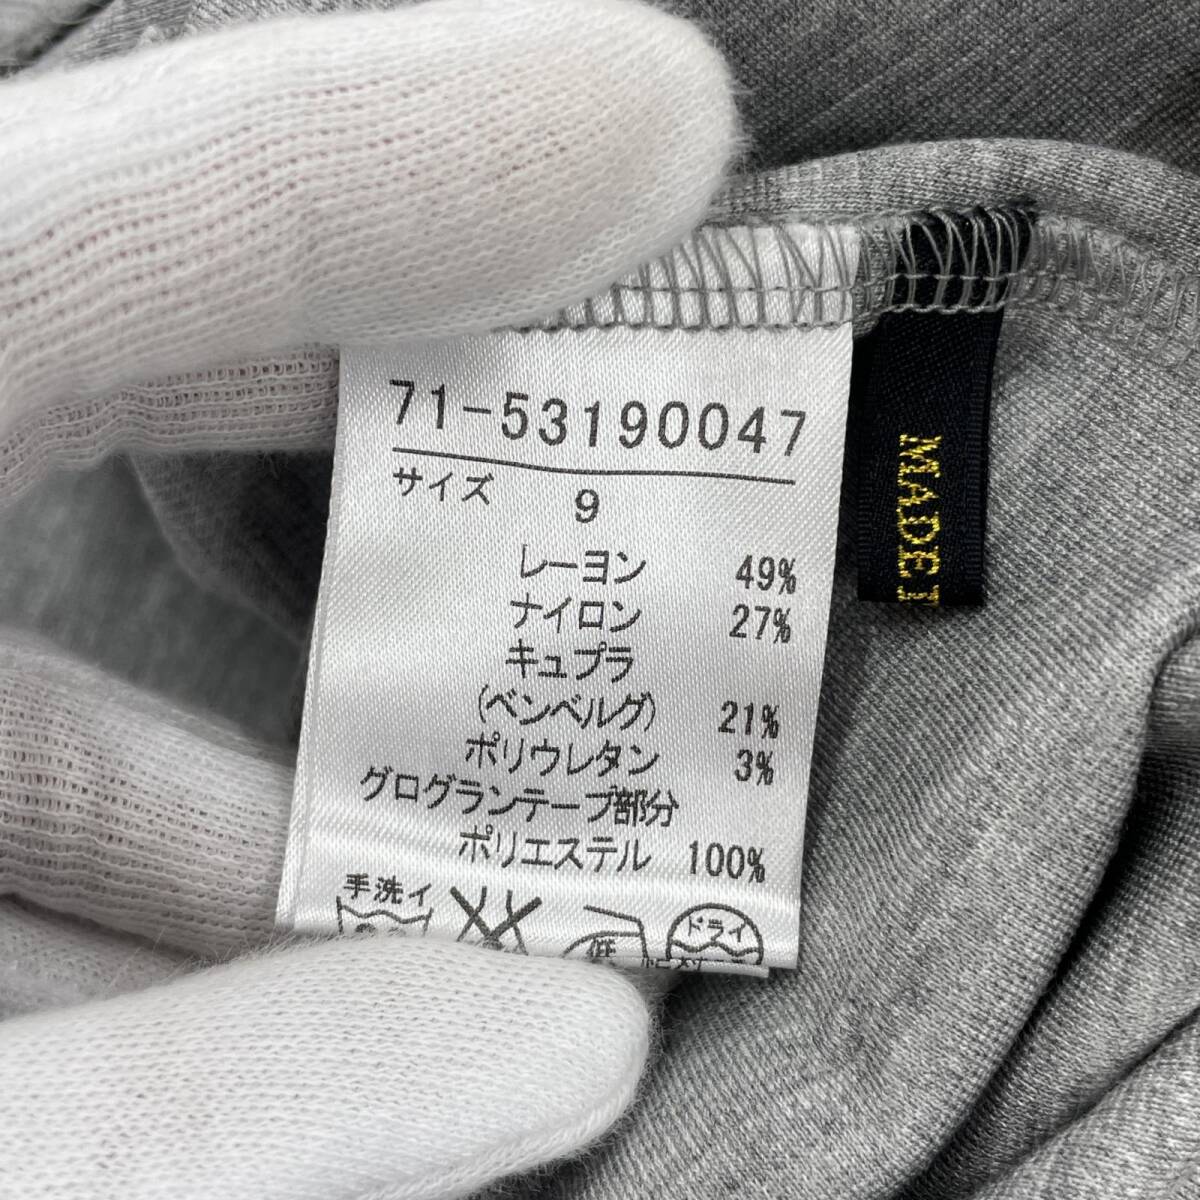 71-53190047
サイズ 9
レーヨン 49%
ナイロン 27%
キュプラ
(ベンベルグ) 21%
ポリウレタン 3%
グログランテープ部分
ポリエステル 100%
手洗イ
低
ドライ
MADE